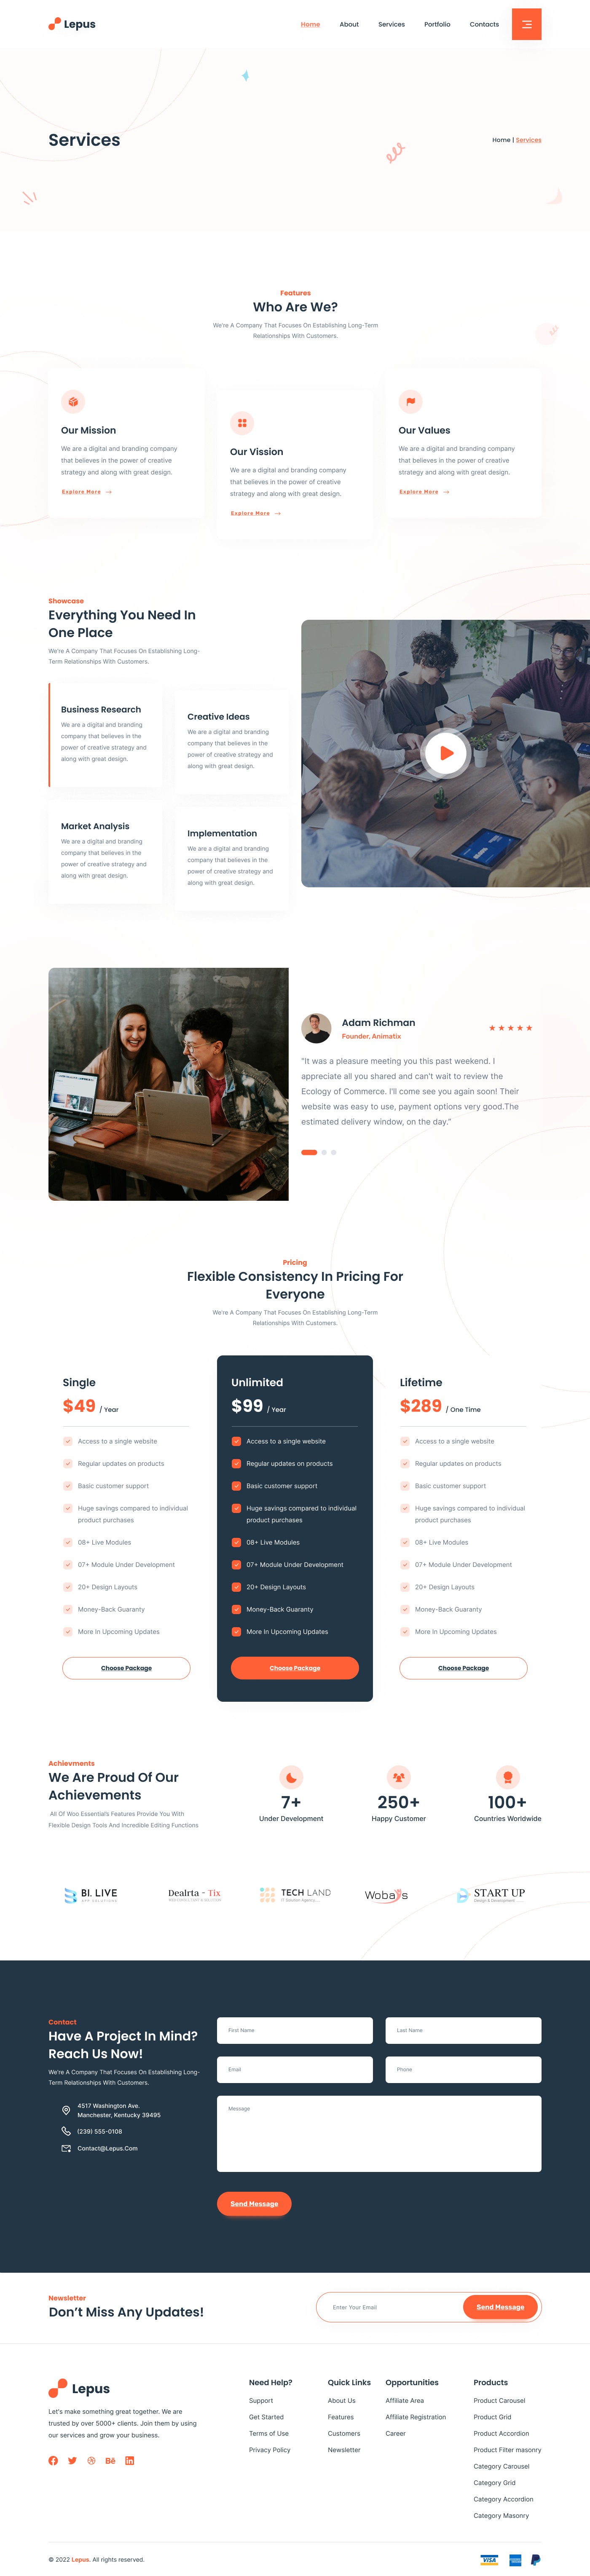 Lepus
Home
About
Services
Portfolio
Contacts
Services
Home | Services
Features
Who Are We?
We're A Company That Focuses On Establishing Long-Term
Relationships With Customers.
Our Mission
We are a digital and branding company
that believes in the power of creative
strategy and along with great design.
Explore More
Our Vission
We are a digital and branding company
that believes in the power of creative
strategy and along with great design.
Explore More
Our Values
We are a digital and branding company
that believes in the power of creative
strategy and along with great design.
Explore More
Showcase
Everything You Need In
One Place
We're A Company That Focuses On Establishing Long-
Term Relationships With Customers.
Business Research
We are a digital and branding
company that believes in the
power of creative strategy and
along with great design.
Creative Ideas
We are a digital and branding
company that believes in the
power of creative strategy and
along with great design.
Market Analysis
We are a digital and branding
company that believes in the
power of creative strategy and
along with great design.
Implementation
We are a digital and branding
company that believes in the
power of creative strategy and
along with great design.
Adam Richman
Founder. Animatix
"It was a pleasure meeting you this past weekend. I
appreciate all you shared and can't wait to review the
Ecology of Commerce. I'll come see you again soon! Their
website was easy to use, payment options very good.The
estimated delivery window, on the day."
Pricing
Flexible Consistency In Pricing For
Everyone
We're A Company That Focuses On Establishing Long-Term
Relationships With Customers.
Single
$49 / Year
Access to a single website
Regular updates on products
Basic customer support
Huge savings compared to individual
product purchases
08+ Live Modules
07+ Module Under Development
20+ Design Layouts
Money-Back Guaranty
More In Upcoming Updates
Choose Package
Unlimited
$99 / Year
Access to a single website
Regular updates on products
Basic customer support
Huge savings compared to individual
product purchases
08+ Live Modules
07+ Module Under Development
20+ Design Layouts
Money-Back Guaranty
More In Upcoming Updates
Choose Package
Lifetime
$289 / One Time
Access to a single website
Regular updates on products
Basic customer support
Huge savings compared to individual
product purchases
08+ Live Modules
07+ Module Under Development
20+ Design Layouts
Money-Back Guaranty
More In Upcoming Updates
Choose Package
Achievments
We Are Proud Of Our
Achievements
All Of Woo Essential's Features Provide You With
Flexible Design Tools And Incredible Editing Functions
7+
Under Development
250+
Happy Customer
100+
Countries Worldwide
BI. LIVE
APP SOLUTIONS
Dealrta - Tix
TECH LAND
IT Solution Agency
Wobays
START UP
Design & Development
Contact
Have A Project In Mind?
Reach Us Now!
We're A Company That Focuses On Establishing Long-
Term Relationships With Customers.
4517 Washington Ave.
Manchester, Kentucky 39495
(239) 555-0108
Contact@Lepus.Com
First Name
Last Name
Email
Phone
Message
Send Message
Newsletter
Don't Miss Any Updates!
Enter Your Email
Send Message
Lepus
Let's make something great together. We are
trusted by over 5000+ clients. Join them by using
our services and grow your business.
Need Help?
Support
Get Started
Terms of Use
Privacy Policy
Quick Links
About Us
Features
Customers
Newsletter
Opportunities
Affiliate Area
Affiliate Registration
Career
Products
Product Carousel
Product Grid
Product Accordion
Product Filter masonry
Category Carousel
Category Grid
Category Accordion
Category Masonry
© 2022 Lepus. All rights reserved.
VISA